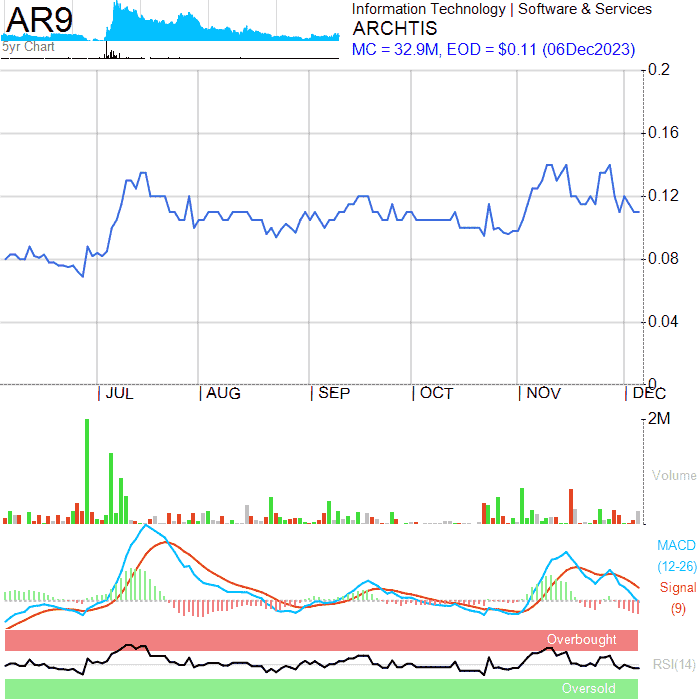 AR9
5yr Chart
Information Technology | Software & Services
ARCHTIS
MC = 32.9M, EOD = $0.11 (06Dec2023)
0.2
0.16
0.12
0.08
0.04
0
JUL AUG SEP OCT NOV DEC
2M
Volume
MACD
(12-26)
Signal
(9)
Overbought
RSI(14)
Oversold